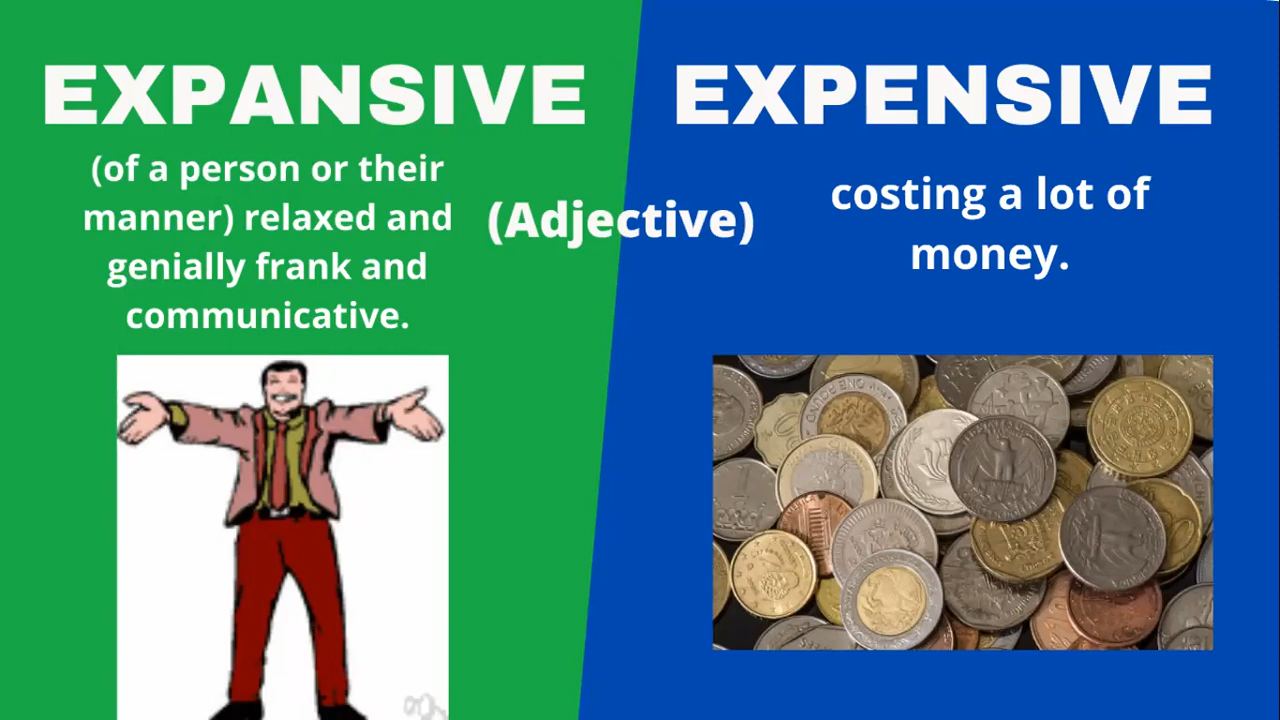 EXPANSIVE
(of a person or their
manner) relaxed and
genially frank and
communicative.
(Adjective)
EXPENSIVE
costing a lot of
money.